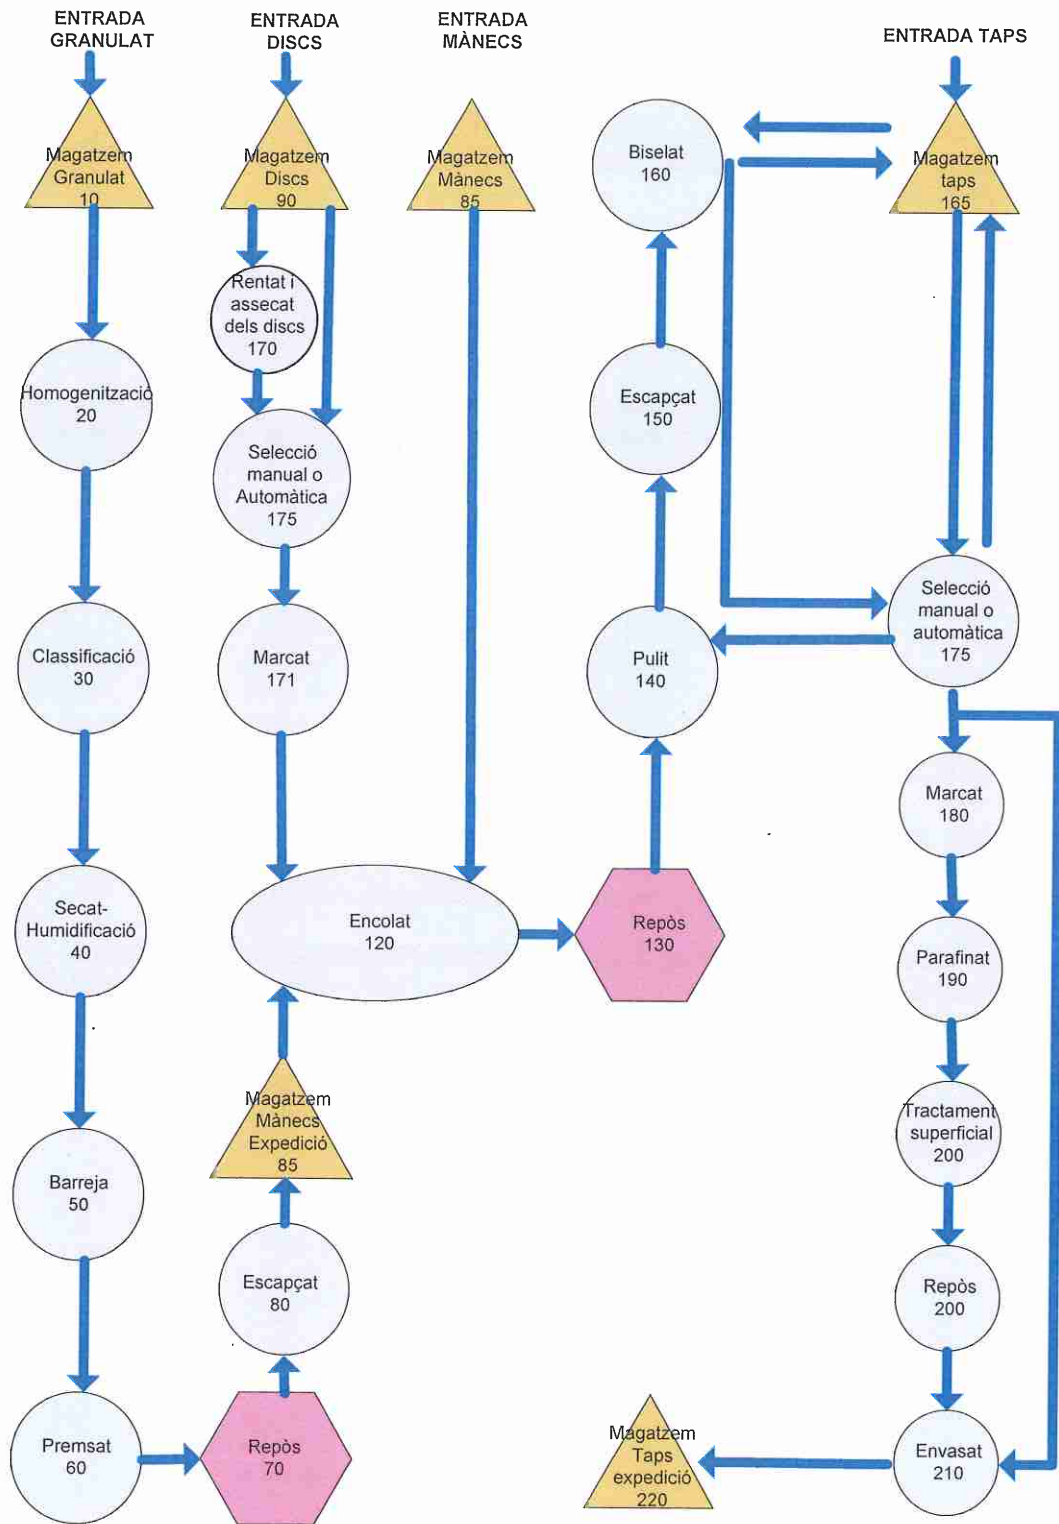 ENTRADA
GRANULAT
Magatzem
Granulat
10
Homogenització
20
Classificació
30
Secat-
Humidificació
40
Barreja
50
Premsat
60
ENTRADA
DISCS
Magatzem
Discs
90
Rentat i
assecat
dels discs
170
Selecció
manual o
Automàtica
175
Marcat
171
Encolat
120
Magatzem
Mànecs
Expedició
85
Escapçat
80
Repòs
70
ENTRADA
MÀNECS
Magatzem
Mànecs
85
Biselat
160
Escapçat
150
Pulit
140
Repòs
130
ENTRADA TAPS
Magatzem
taps
165
Selecció
manual o
automàtica
175
Marcat
180
Parafinat
190
Tractament
superficial
200
Repòs
200
Envasat
210
Magatzem
Taps
expedició
220